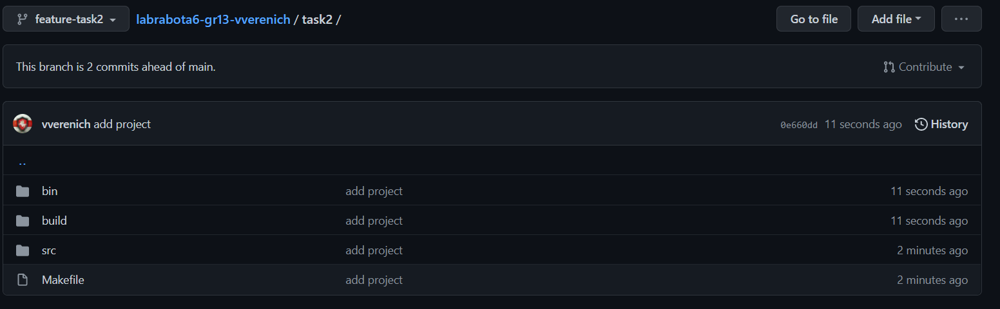 feature-task2 labrabota6-gr13-vverenich / task2 / Go to file Add file ...
This branch is 2 commits ahead of main. Contribute
vverenich add project 0e660dd 11 seconds ago History
..
bin add project 11 seconds ago
build add project 11 seconds ago
src add project 2 minutes ago
Makefile add project 2 minutes ago